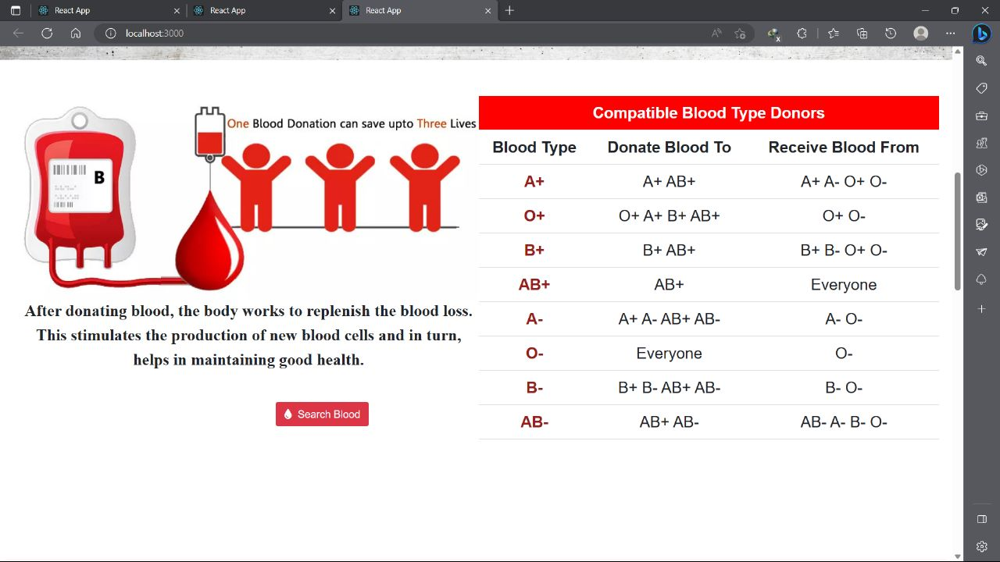 React App
React App
React App
localhost:3000
One Blood Donation can save upto Three Lives
B
After donating blood, the body works to replenish the blood loss.
This stimulates the production of new blood cells and in turn,
helps in maintaining good health.
Search Blood
Compatible Blood Type Donors
Blood Type Donate Blood To Receive Blood From
A+ A+ AB+ A+ A- O+ O-
O+ O+ A+ B+ AB+ O+ O-
B+ B+ AB+ B+ B- O+ O-
AB+ AB+ Everyone
A- A+ A- AB+ AB- A- O-
O- Everyone O-
B- B+ B- AB+ AB- B- O-
AB- AB+ AB- AB- A- B- O-